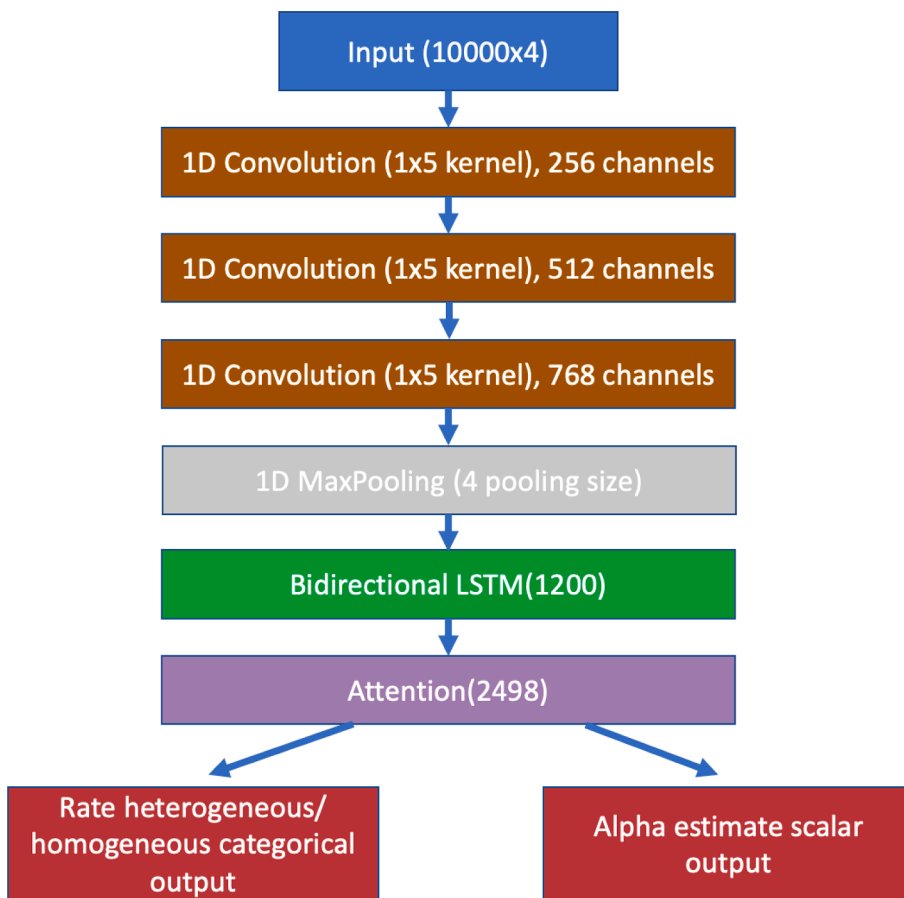 Input (10000x4)
1D Convolution (1x5 kernel), 256 channels
1D Convolution (1x5 kernel), 512 channels
1D Convolution (1x5 kernel), 768 channels
1D MaxPooling (4 pooling size)
Bidirectional LSTM(1200)
Attention(2498)
Rate heterogeneous/
homogeneous categorical
output
Alpha estimate scalar
output